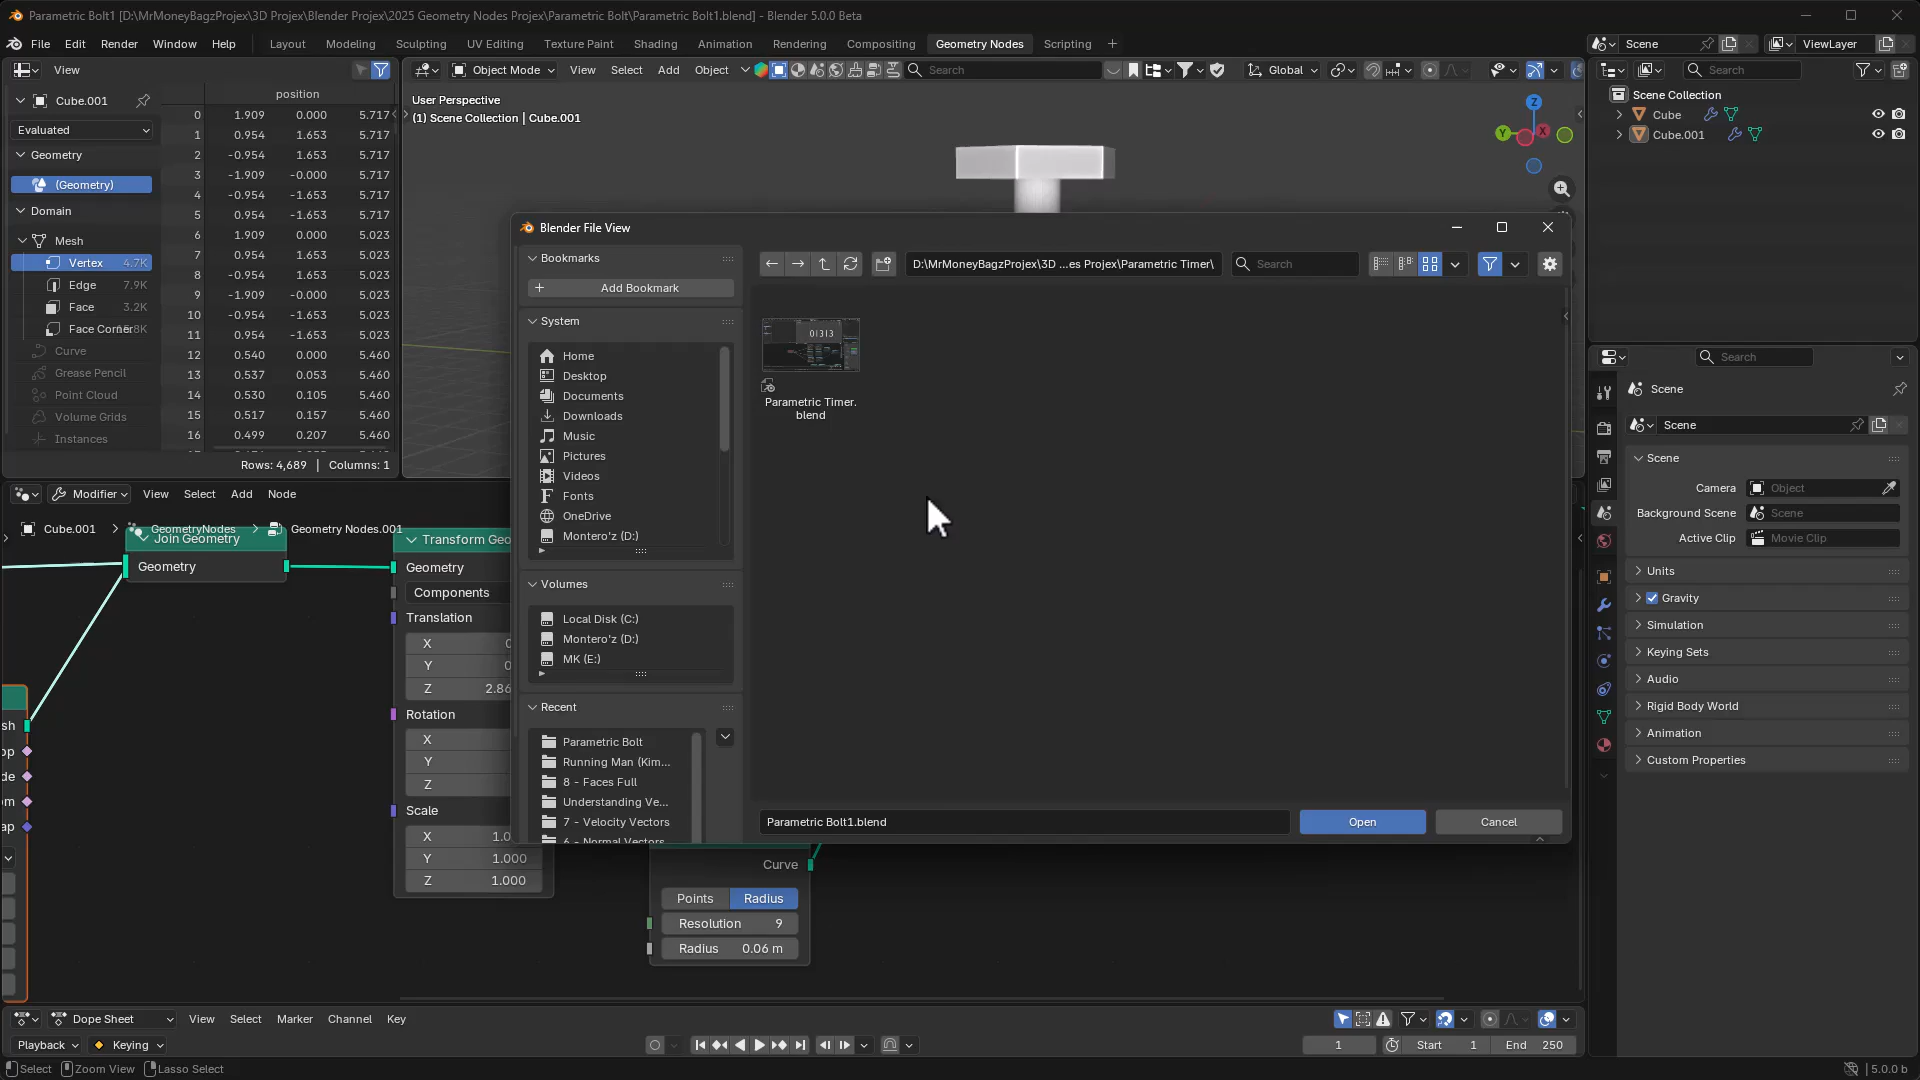 Parametric Bolt1 [D:\MrMoneyBagzProjex\3D Projex\Blender Projex\2025 Geometry Nodes Projex\Parametric Bolt\Parametric Bolt1.blend] - Blender 5.0.0 Beta
File Edit Render Window Help Layout Modeling Sculpting UV Editing Texture Paint Shading Animation Rendering Compositing Geometry Nodes Scripting Scene ViewLayer
View Object Mode View Select Add Object Search Global Search
Cube.001
Evaluated
Geometry
(Geometry)
Domain
Mesh
Vertex 4.7K
Edge 7.9K
Face 3.2K
Face Corner
Curve
Grease Pencil
Point Cloud
Volume Grids
Instances
position
0 1.909 0.000 5.717
1 0.954 1.653 5.717
2 -0.954 1.653 5.717
3 -1.909 -0.000 5.717
4 -0.954 -1.653 5.717
5 0.954 -1.653 5.717
6 1.909 0.000 5.023
7 0.954 1.653 5.023
8 -0.954 1.653 5.023
9 -1.909 -0.000 5.023
10 -0.954 -1.653 5.023
11 0.954 -1.653 5.023
12 0.540 0.000 5.460
13 0.537 0.053 5.460
14 0.530 0.105 5.460
15 0.517 0.157 5.460
16 0.499 0.207 5.460
Rows: 4,689 | Columns: 1
User Perspective
(1) Scene Collection | Cube.001
Z
Y
X
Blender File View
Bookmarks
Add Bookmark
System
Home
Desktop
Documents
Downloads
Music
Pictures
Videos
Fonts
OneDrive
Montero'z (D:)
Volumes
Local Disk (C:)
Montero'z (D:)
MK (E:)
Recent
Parametric Bolt
Running Man (Kim...
8 - Faces Full
Understanding Ve...
7 - Velocity Vectors
6 - Normal Vectors
D:\MrMoneyBagzProjex\3D ...es Projex\Parametric Timer\
Search
01313
Parametric Timer.
blend
Parametric Bolt1.blend
Open
Cancel
Modifier View Select Add Node
Cube.001 > GeometryNodes > Geometry Nodes.001
Join Geometry
Geometry
Transform Geo
Geometry
Components
Translation
X 0
Y 0
Z 2.86
Rotation
X
Y
Z
Scale
X 1.0
Y 1.000
Z 1.000
Curve
Points Radius
Resolution 9
Radius 0.06 m
Scene Collection
Cube
Cube.001
Search
Scene
Scene
Scene
Camera Object
Background Scene Scene
Active Clip Movie Clip
Units
Gravity
Simulation
Keying Sets
Audio
Rigid Body World
Animation
Custom Properties
Dope Sheet View Select Marker Channel Key
Playback Keying 1 Start 1 End 250
Select Zoom View Lasso Select 5.0.0 b